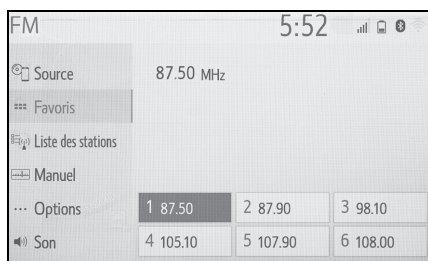 FM 5:52
Source 87.50 MHz
Favoris
Liste des stations
Manuel
Options 1 87.50 2 87.90 3 98.10
Son 4 105.10 5 107.90 6 108.00